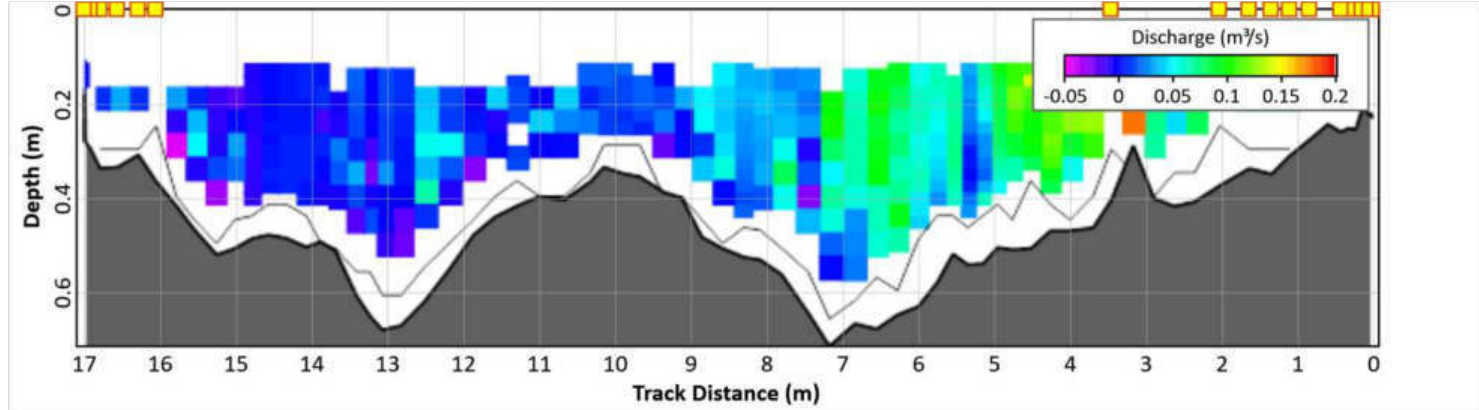 Discharge (m³/s)
-0.05 0 0.05 0.1 0.15 0.2
Depth (m)
0
0.2
0.4
0.6
17 16 15 14 13 12 11 10 9 8 7 6 5 4 3 2 1 0
Track Distance (m)